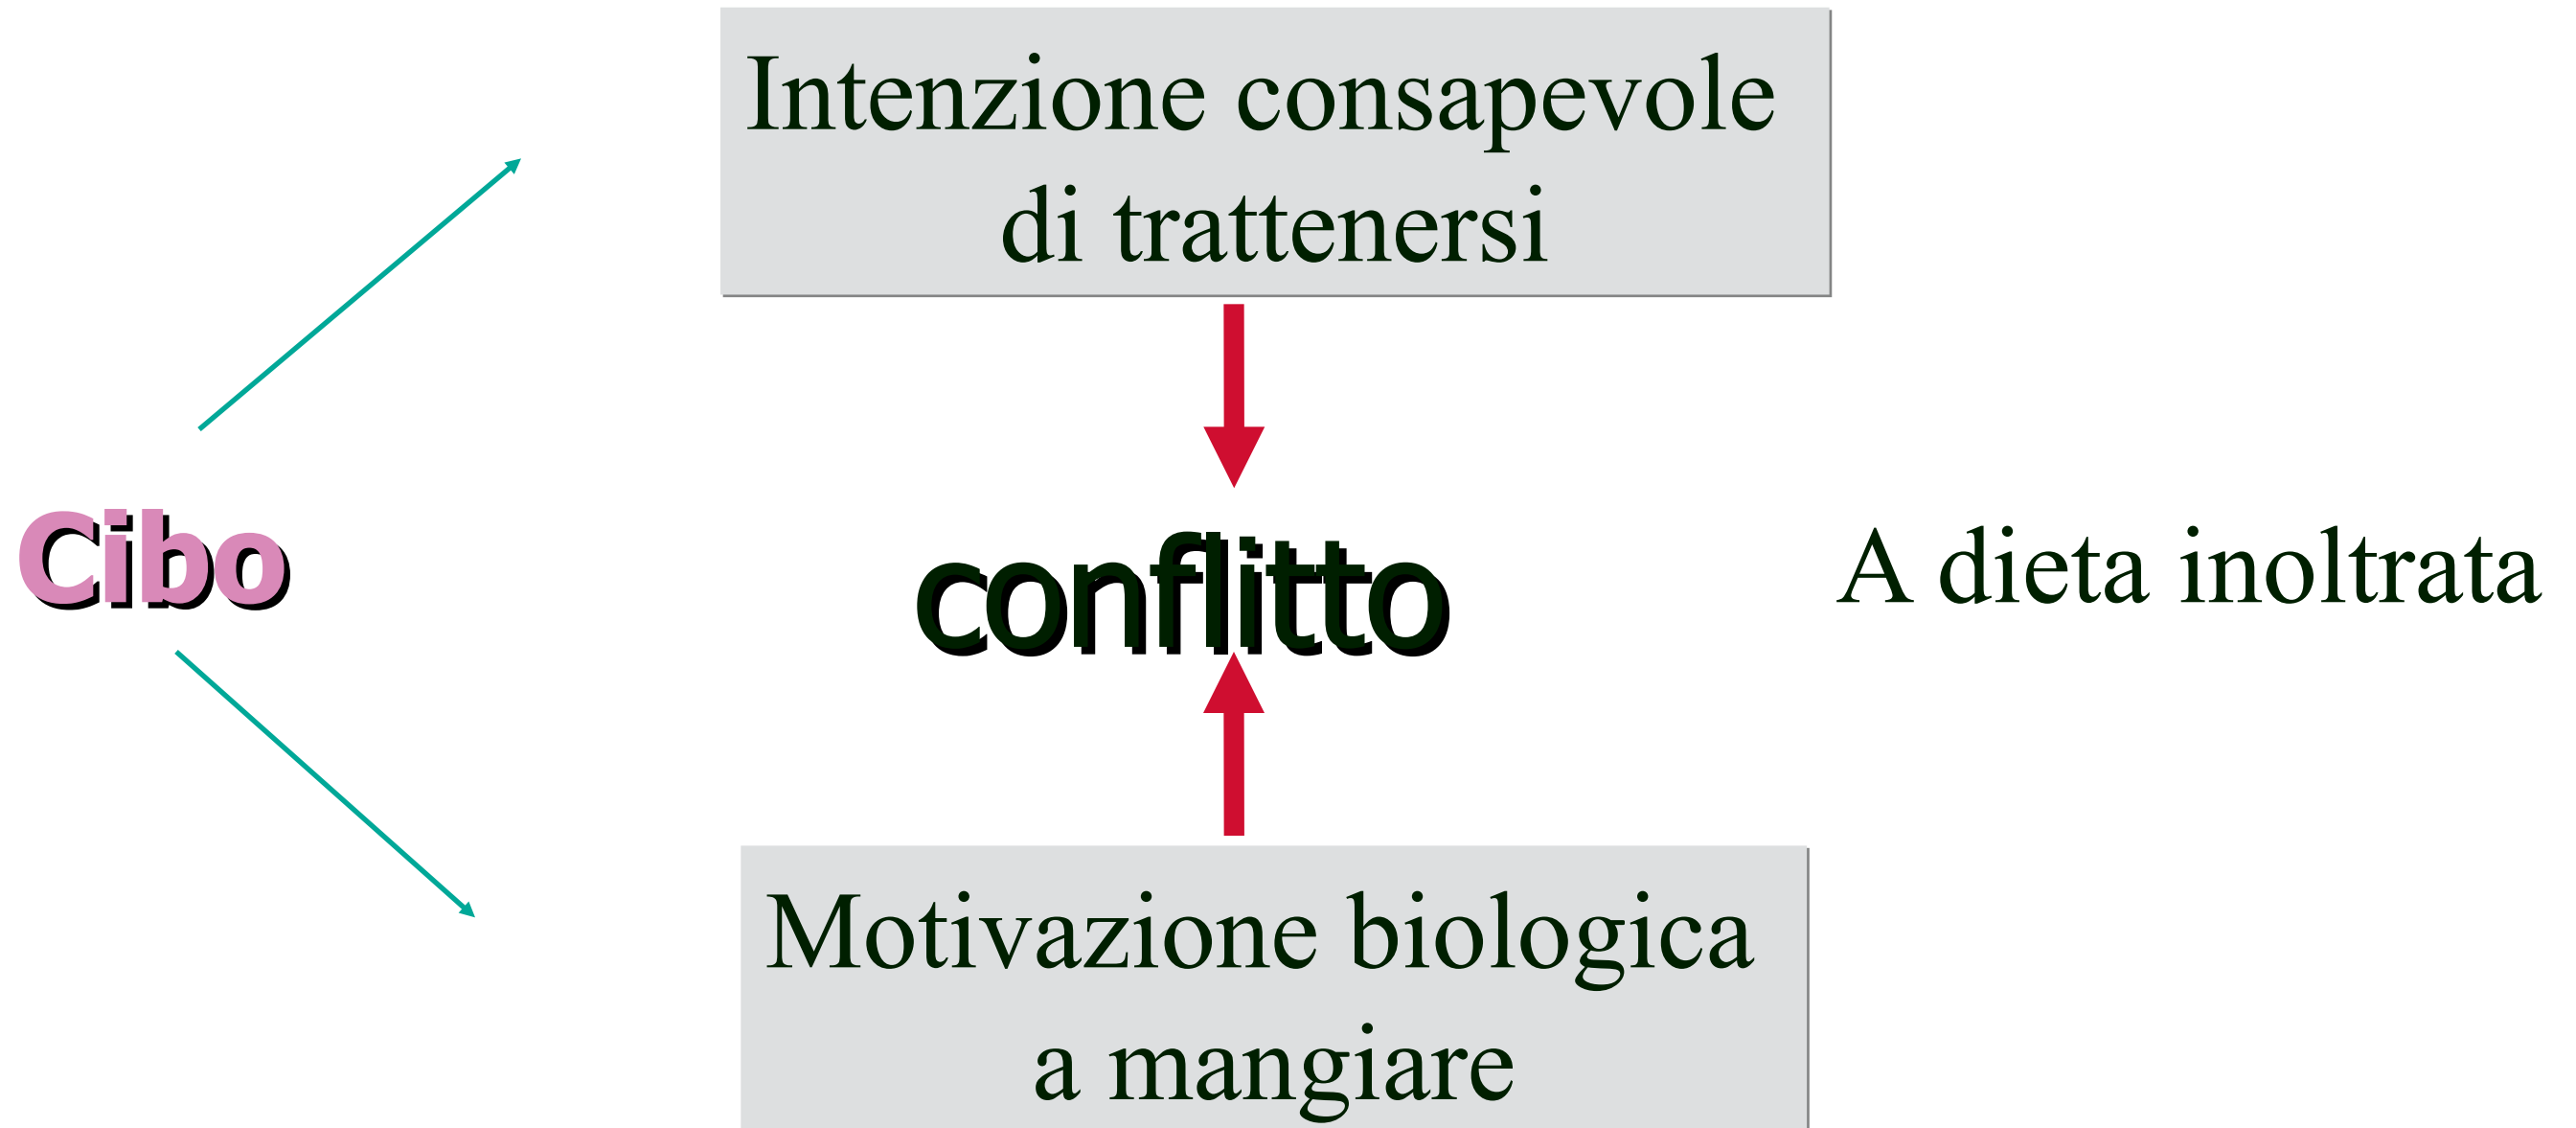 Intenzione consapevole
di trattenersi
Cibo
conflitto
A dieta inoltrata
Motivazione biologica
a mangiare